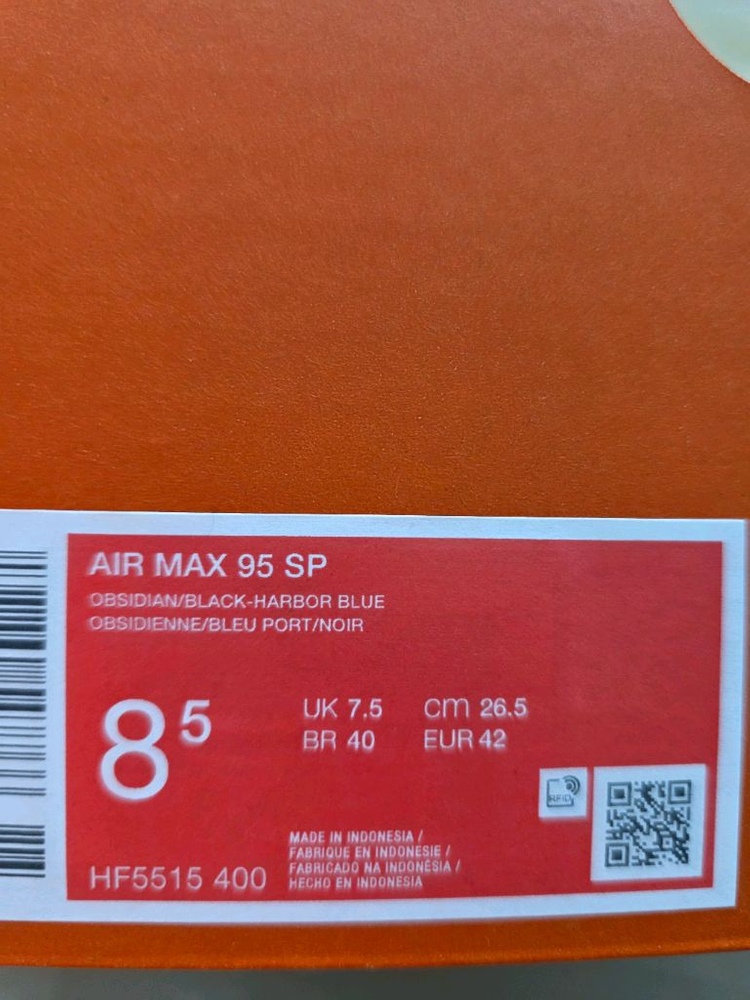 AIR MAX 95 SP
OBSIDIAN/BLACK-HARBOR BLUE
OBSIDIENNE/BLEU PORT/NOIR
8⁵
UK 7.5 cm 26.5
BR 40 EUR 42
RFID
HF5515 400
MADE IN INDONESIA /
FABRIQUE EN INDONESIE /
FABRICADO NA INDONÉSIA /
HECHO EN INDONESIA